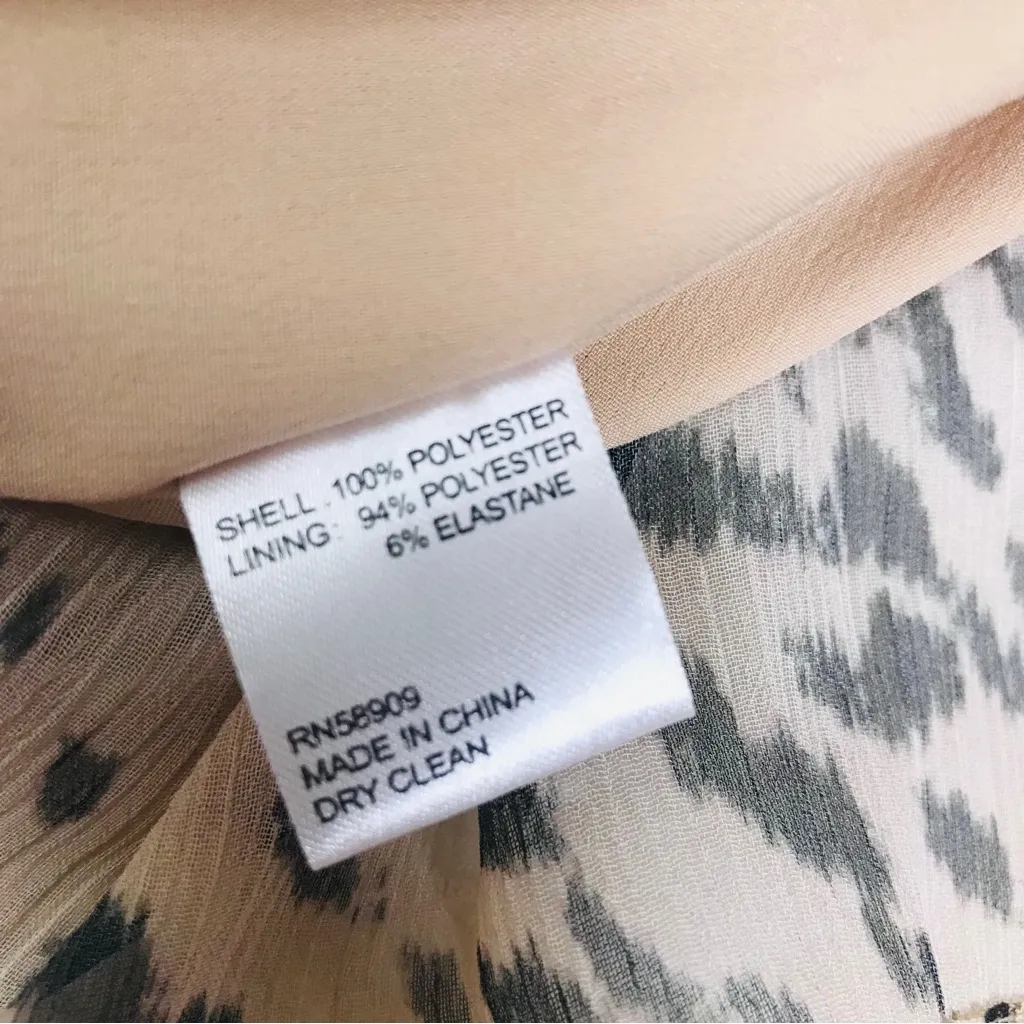 SHELL: 100% POLYESTER
LINING: 94% POLYESTER
6% ELASTANE
RN58909
MADE IN CHINA
DRY CLEAN